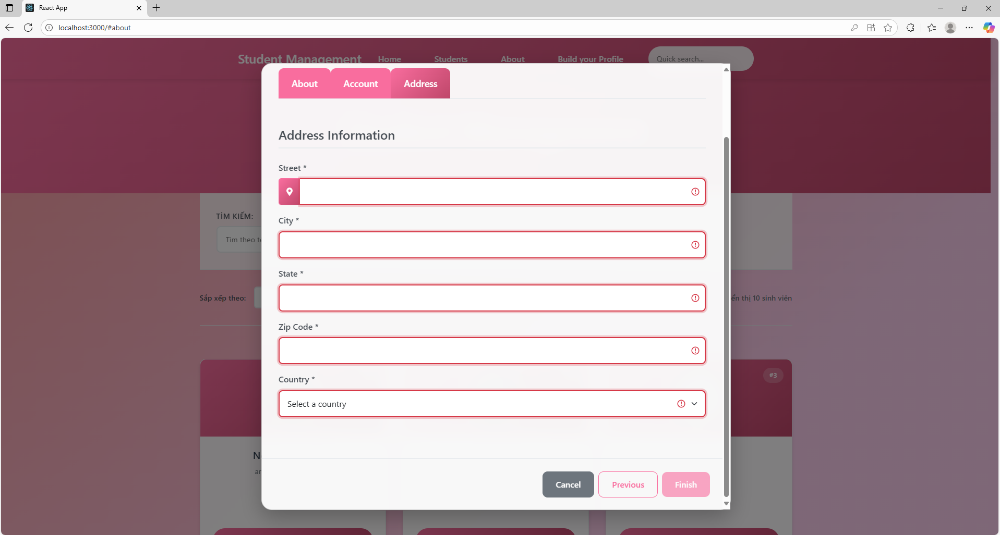 React App
localhost:3000/#about
Student Management
Home
Students
About
Build your Profile
Quick search...
About
Account
Address
Address Information
Street *
City *
State *
Zip Code *
Country *
Select a country
TÌM KIẾM:
Tìm theo
Sắp xếp theo:
ển thị 10 sinh viên
#3
Cancel
Previous
Finish